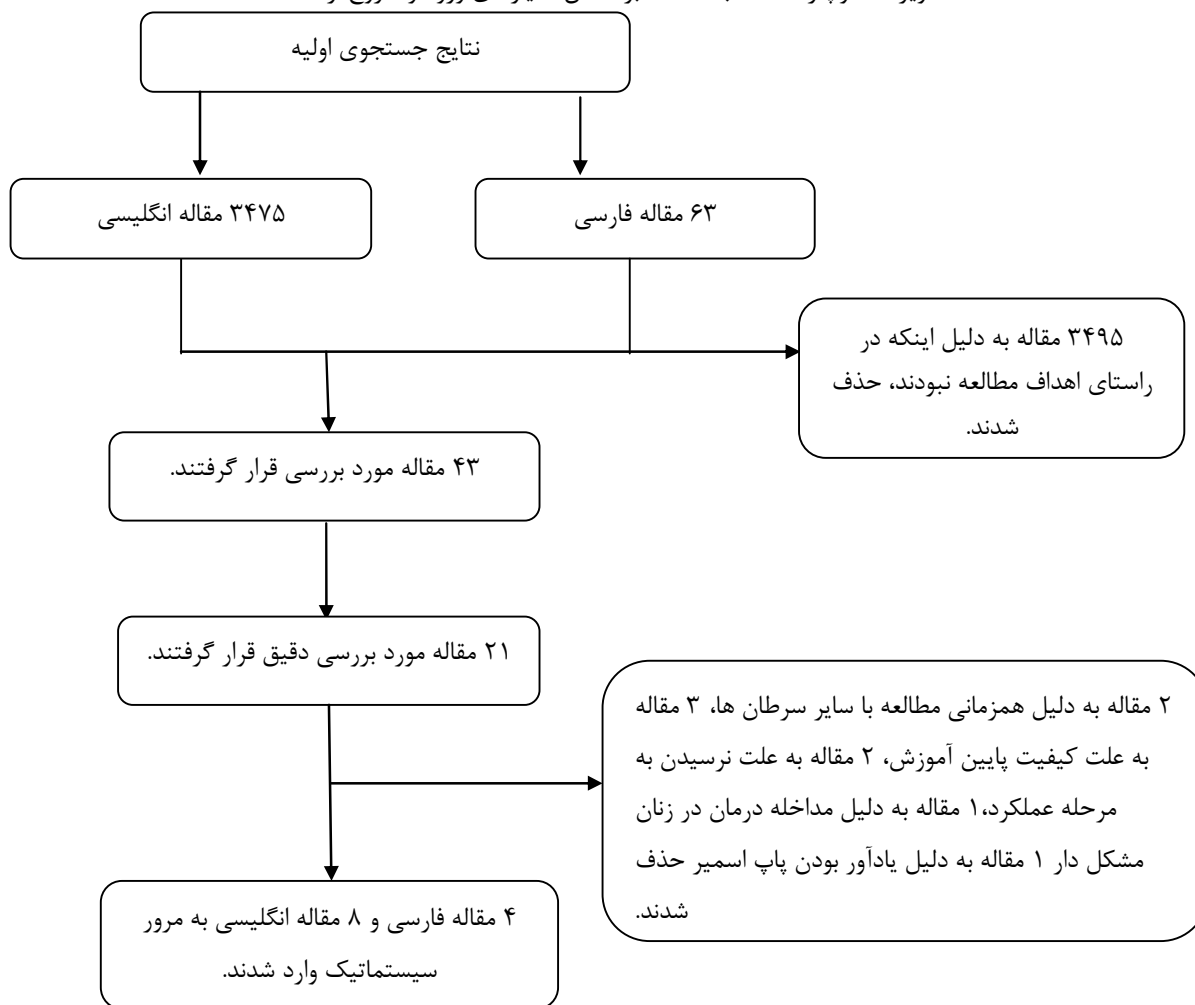 نتایج جستجوی اولیه
۶۳ مقاله فارسی
۳۴۷۵ مقاله انگلیسی
۳۴۹۵ مقاله به دلیل اینکه در
راستای اهداف مطالعه نبودند، حذف
شدند.
۴۳ مقاله مورد بررسی قرار گرفتند.
۲۱ مقاله مورد بررسی دقیق قرار گرفتند.
۲ مقاله به دلیل همزمانی مطالعه با سایر سرطان ها، ۳ مقاله
به علت کیفیت پایین آموزش، ۲ مقاله به علت نرسیدن به
مرحله عملکرد،۱ مقاله به دلیل مداخله درمان در زنان
مشکل دار ۱ مقاله به دلیل یادآور بودن پاپ اسمیر حذف
شدند.
۴ مقاله فارسی و ۸ مقاله انگلیسی به مرور
سیستماتیک وارد شدند.